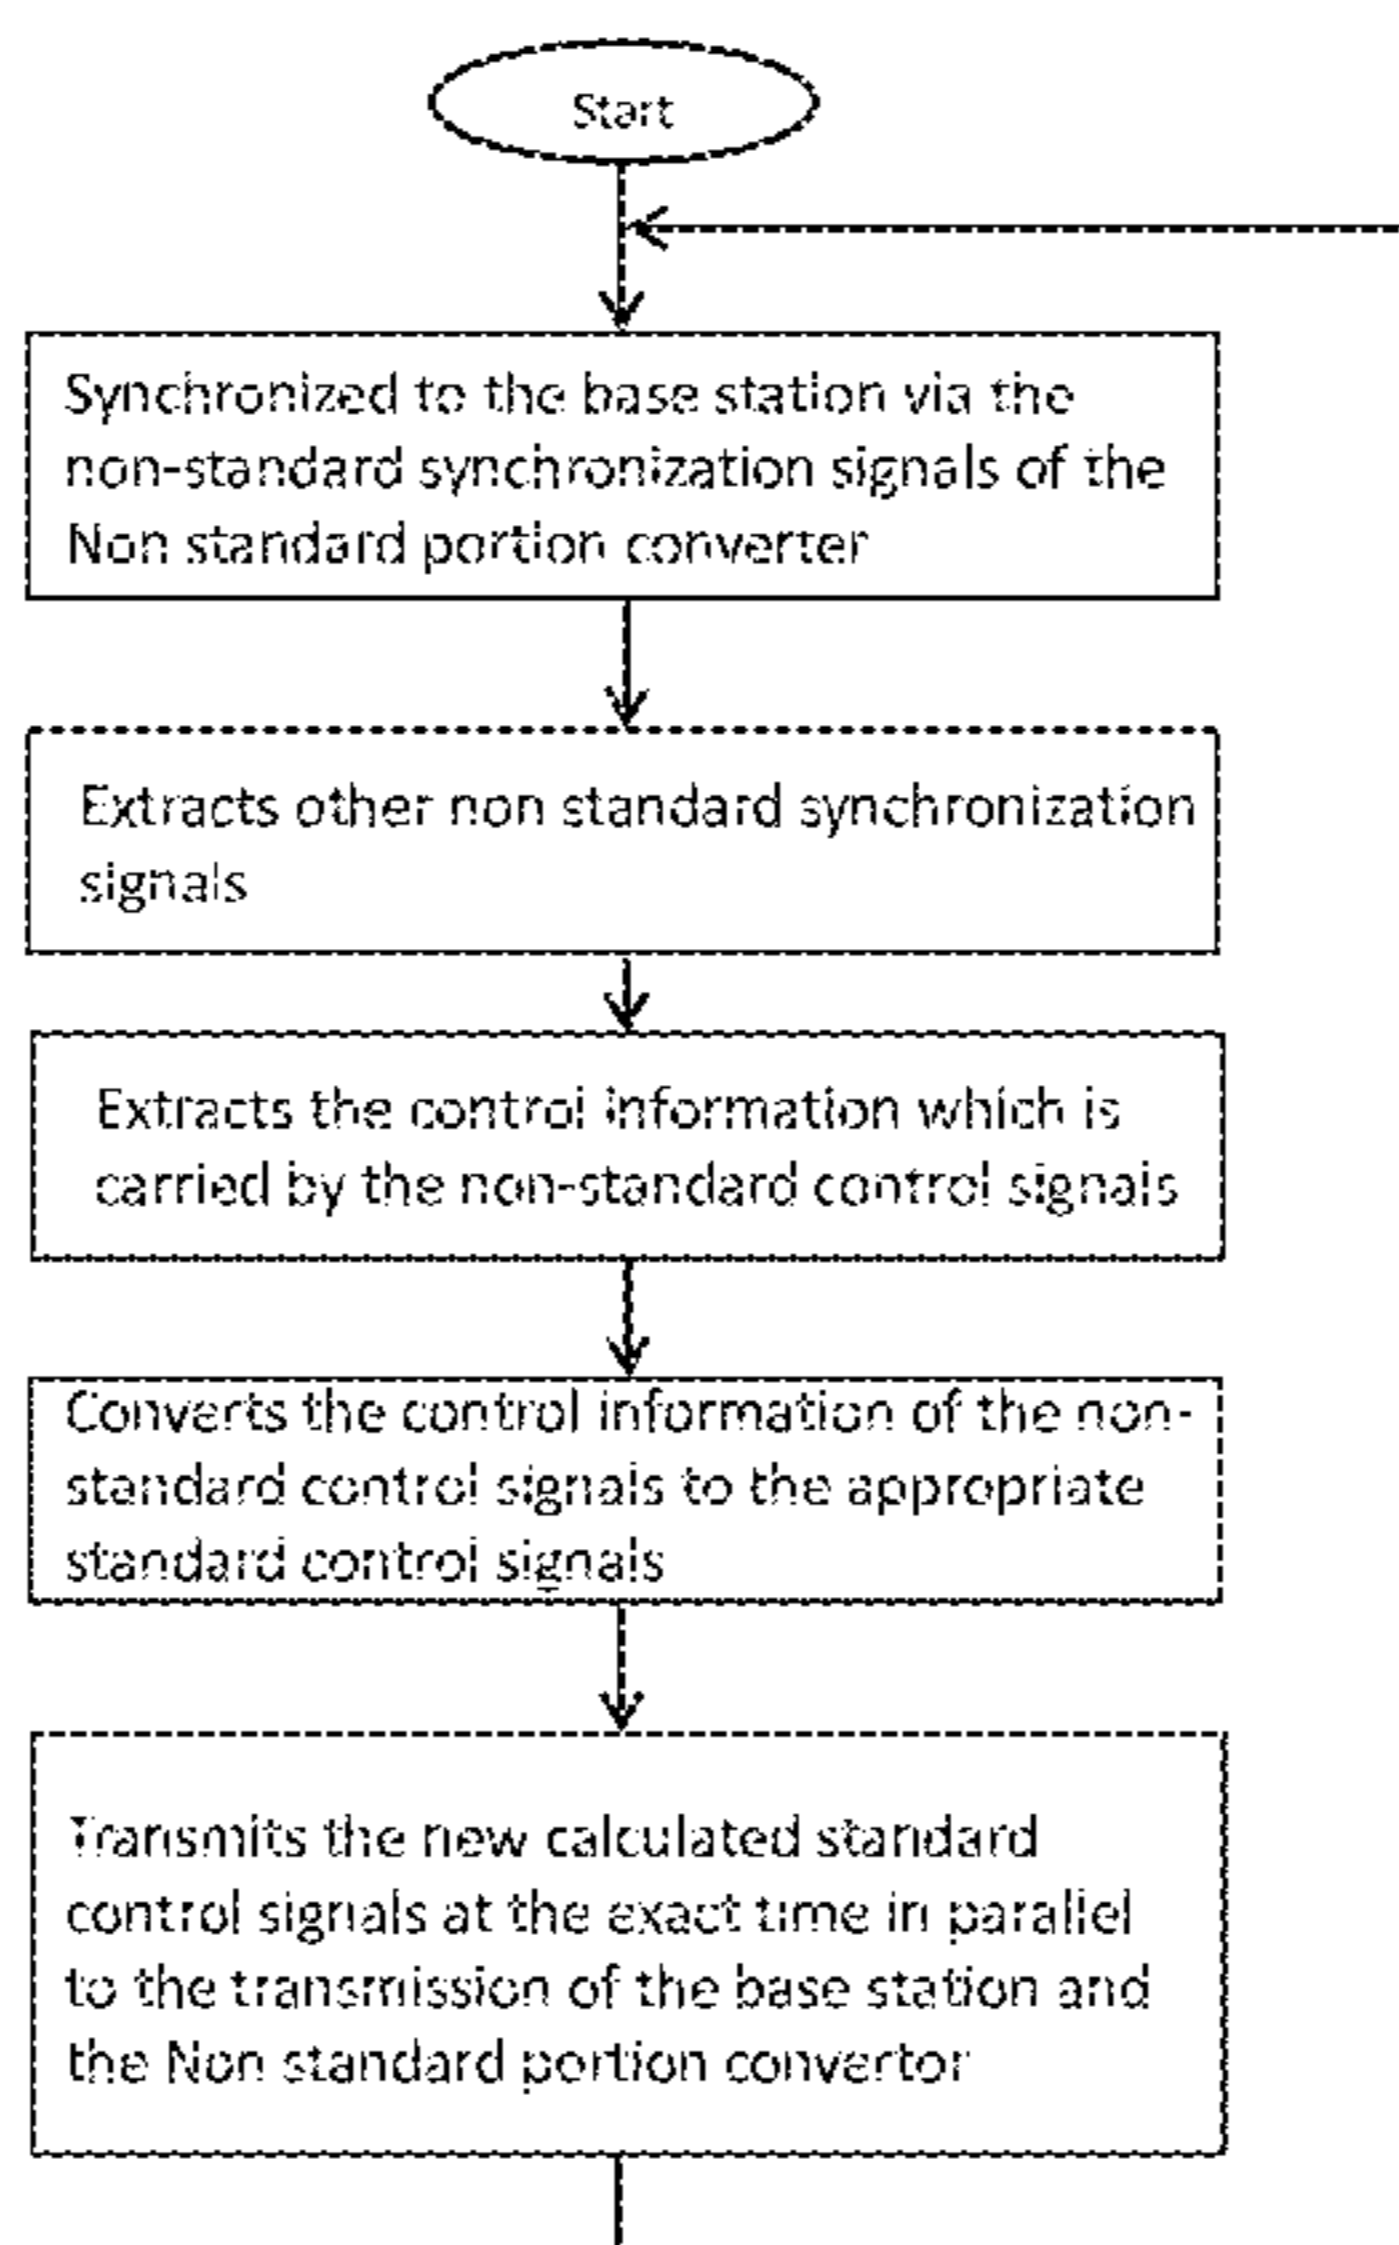 Start
Synchronized to the base station via the
non-standard synchronization signals of the
Non standard portion converter
Extracts other non standard synchronization
signals
Extracts the control information which is
carried by the non-standard control signals
Converts the control information of the non-
standard control signals to the appropriate
standard control signals
Transmits the new calculated standard
control signals at the exact time in parallel
to the transmission of the base station and
the Non standard portion convertor